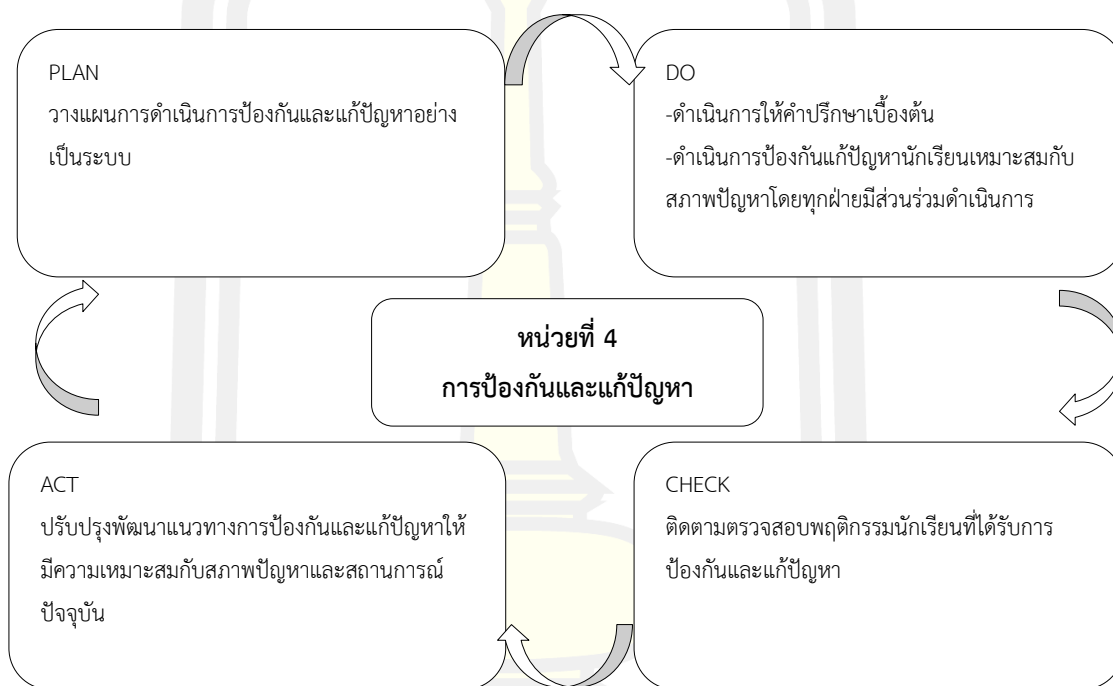 PLAN
วางแผนการดำเนินการป้องกันและแก้ปัญหาอย่าง
เป็นระบบ
DO
-ดำเนินการให้คำปรึกษาเบื้องต้น
-ดำเนินการป้องกันแก้ปัญหานักเรียนเหมาะสมกับ
สภาพปัญหาโดยทุกฝ่ายมีส่วนร่วมดำเนินการ
หน่วยที่ 4
การป้องกันและแก้ปัญหา
ACT
ปรับปรุงพัฒนาแนวทางการป้องกันและแก้ปัญหาให้
มีความเหมาะสมกับสภาพปัญหาและสถานการณ์
ปัจจุบัน
CHECK
ติดตามตรวจสอบพฤติกรรมนักเรียนที่ได้รับการ
ป้องกันและแก้ปัญหา